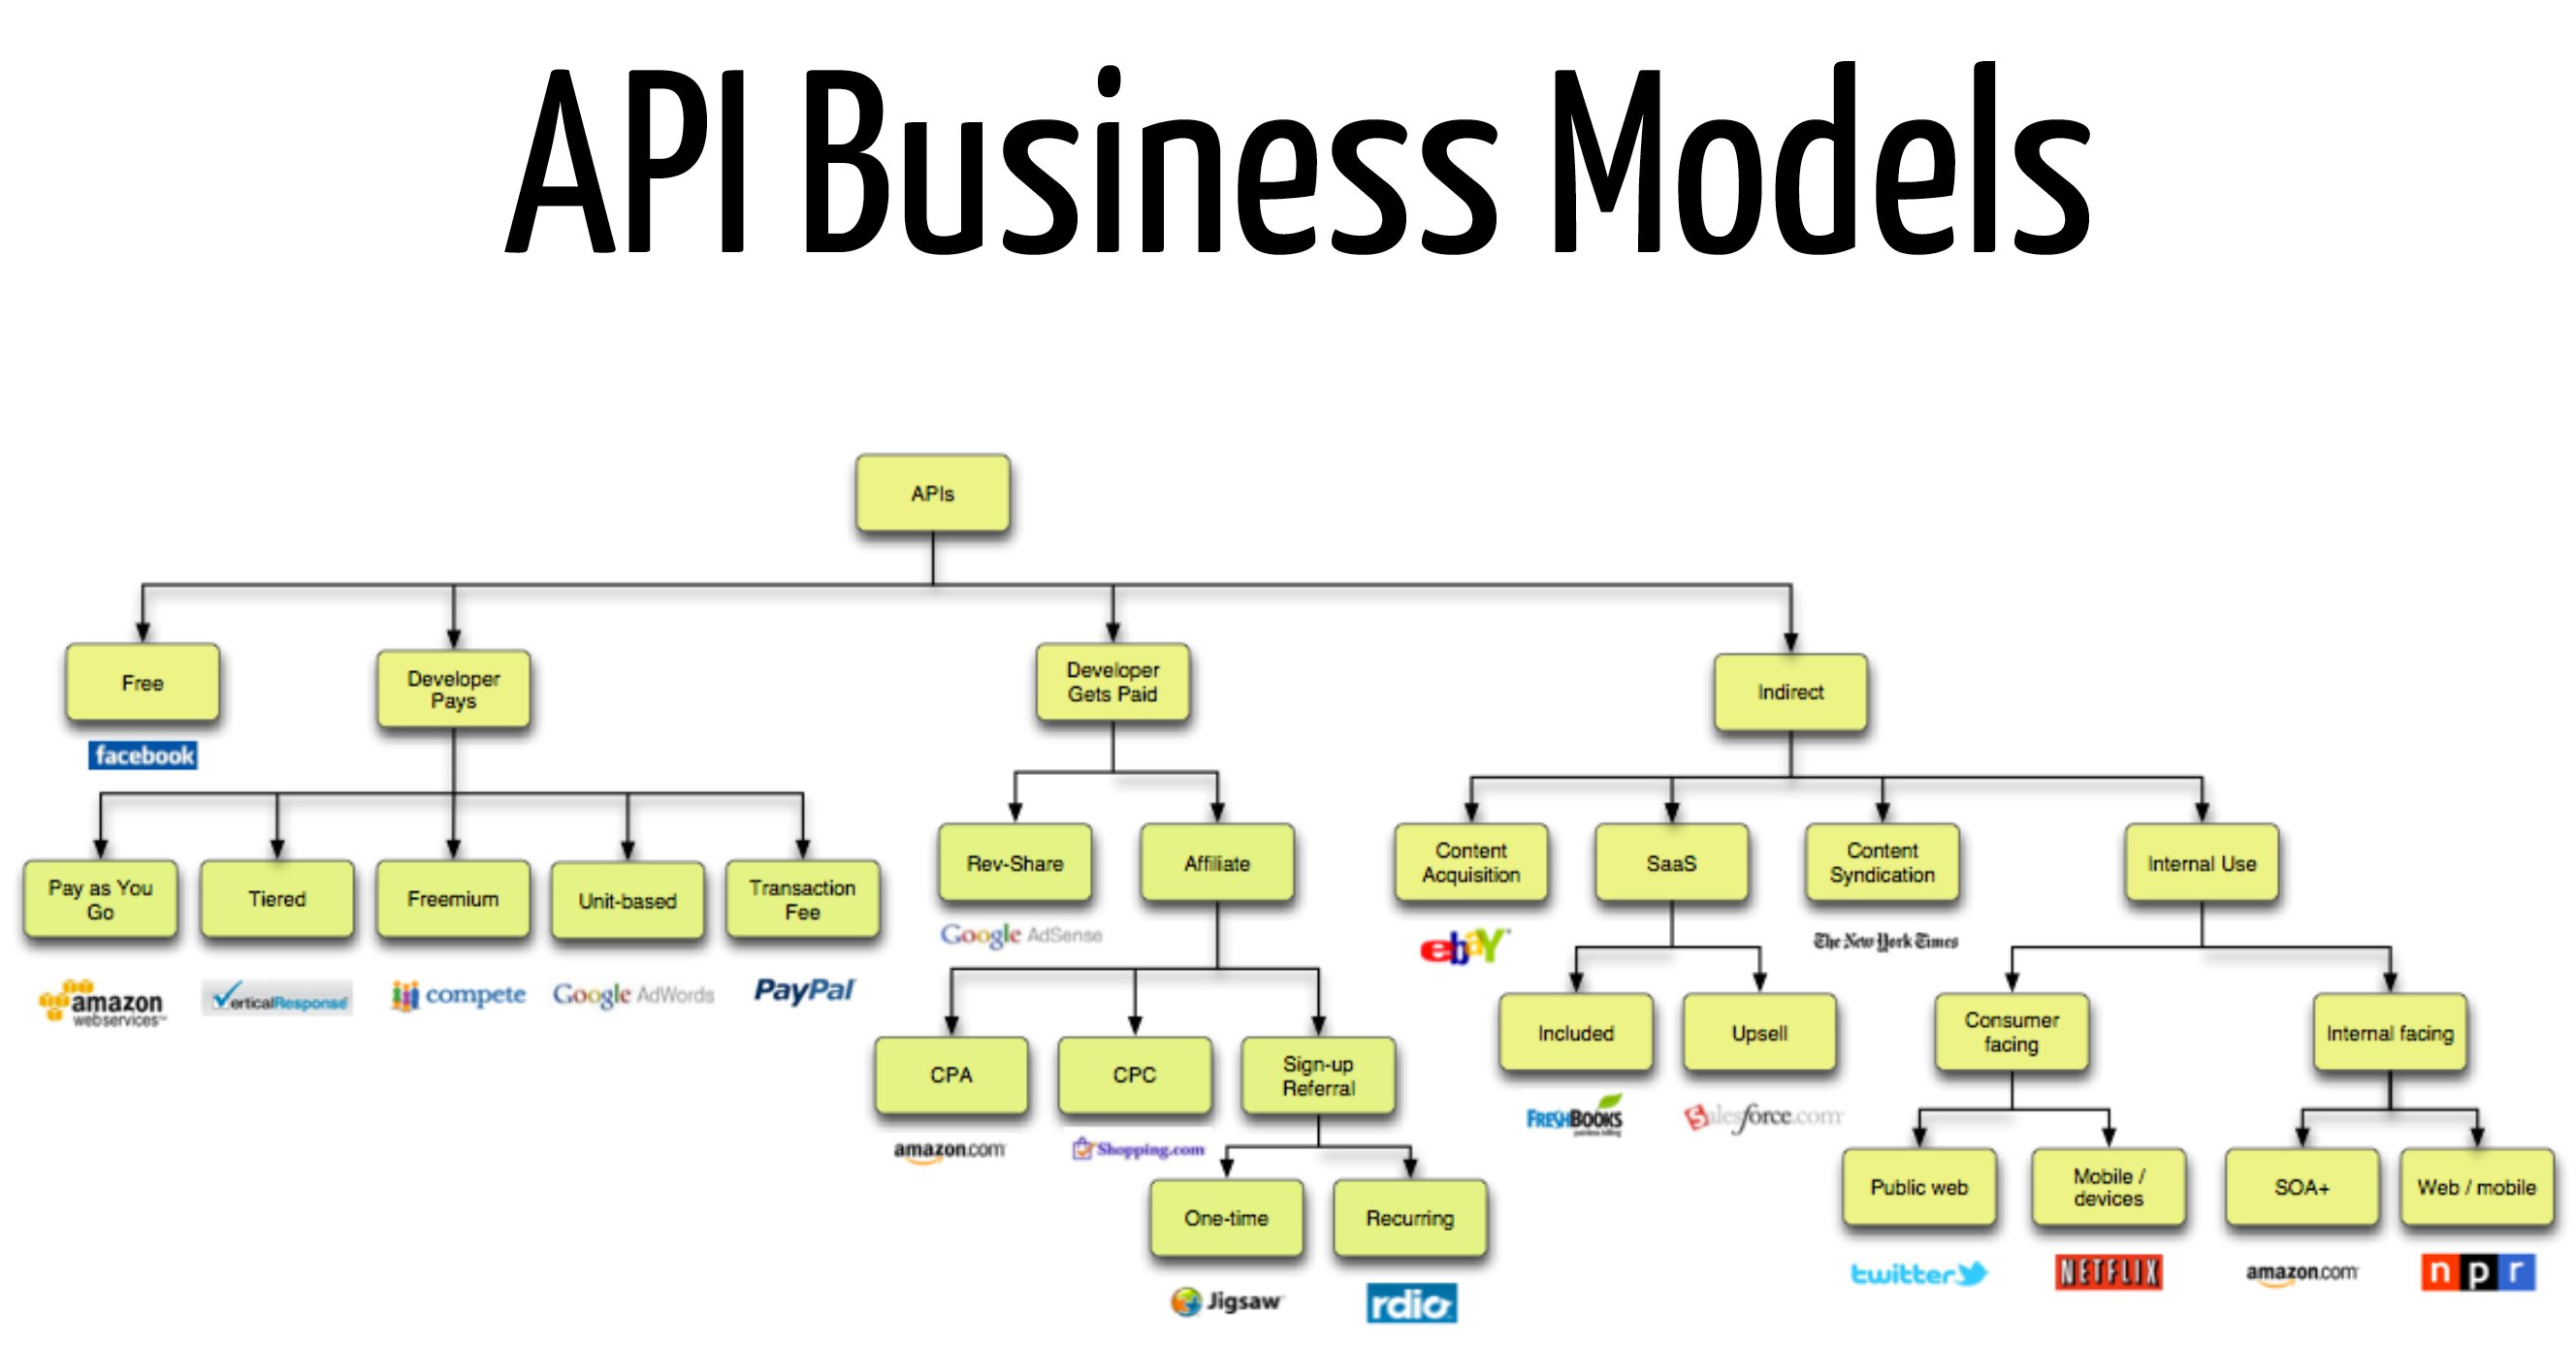 API Business Models
APIs
Free
Developer
Pays
Developer
Gets Paid
Indirect
facebook
Pay as You
Go
Tiered
Freemium
Unit-based
Transaction
Fee
amazon
webservices™
VerticalResponse
compete
Google AdWords
PayPal
Rev-Share
Affiliate
Google AdSense
CPA
CPC
Sign-up
Referral
amazon.com
Shopping.com
One-time
Recurring
Jigsaw
rdio
Content
Acquisition
SaaS
Content
Syndication
Internal Use
ebaY
The New York Times
Included
Upsell
FRESHBOOKS
painless billing
salesforce.com
Consumer
facing
Internal facing
Public web
Mobile /
devices
SOA+
Web / mobile
twitter
NETFLIX
amazon.com
npr